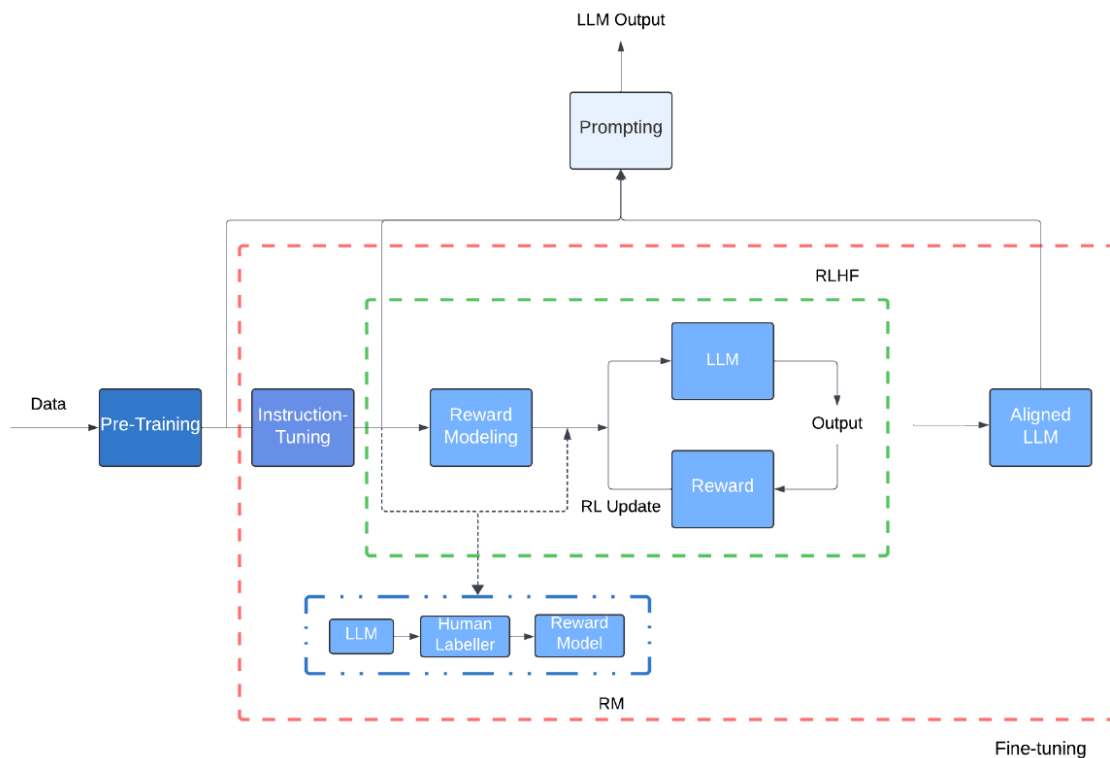 LLM Output
Prompting
RLHF
LLM
Data
Pre-Training
Instruction-
Tuning
Reward
Modeling
Output
Aligned
LLM
Reward
RL Update
LLM
Human
Labeller
Reward
Model
RM
Fine-tuning